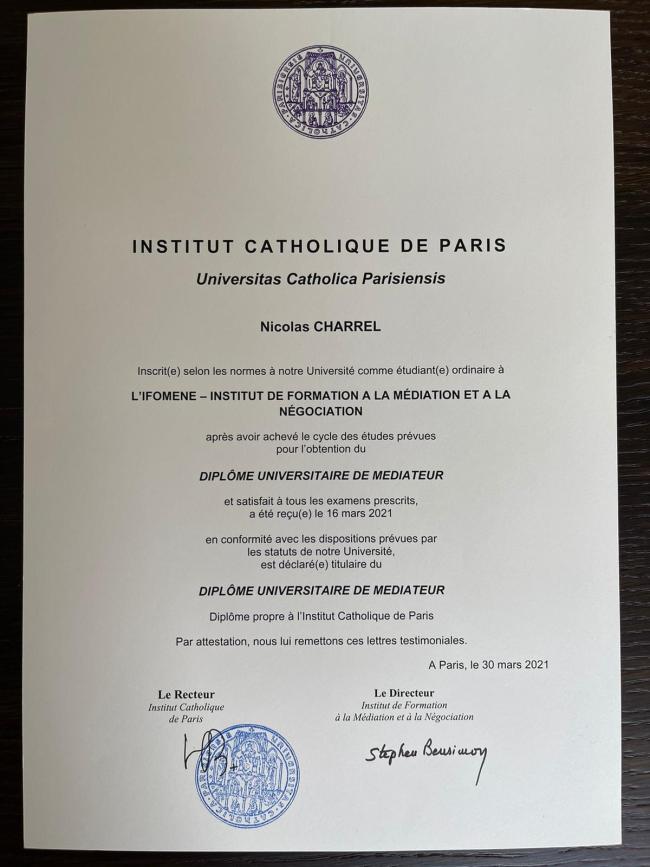 UNIVERSITAS CATHOLICA PARISIENSIS
INSTITUT CATHOLIQUE DE PARIS
Universitas Catholica Parisiensis
Nicolas CHARREL
Inscrit(e) selon les normes à notre Université comme étudiant(e) ordinaire à
L'IFOMENE – INSTITUT DE FORMATION A LA MÉDIATION ET A LA
NÉGOCIATION
après avoir achevé le cycle des études prévues
pour l'obtention du
DIPLÔME UNIVERSITAIRE DE MEDIATEUR
et satisfait à tous les examens prescrits,
a été reçu(e) le 16 mars 2021
en conformité avec les dispositions prévues par
les statuts de notre Université,
est déclaré(e) titulaire du
DIPLÔME UNIVERSITAIRE DE MEDIATEUR
Diplôme propre à l'Institut Catholique de Paris
Par attestation, nous lui remettons ces lettres testimoniales.
A Paris, le 30 mars 2021
Le Recteur
Institut Catholique
de Paris
Le Directeur
Institut de Formation
à la Médiation et à la Négociation
Stephen Bensimon